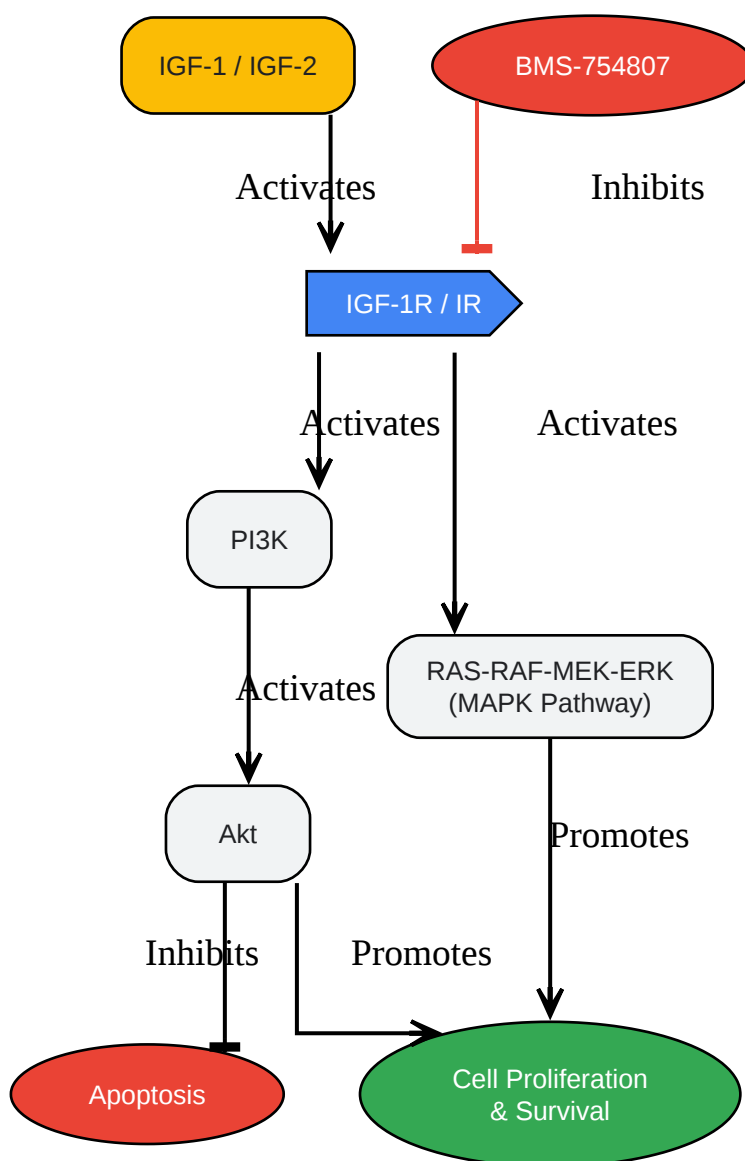 IGF-1 / IGF-2
BMS-754807
Activates
Inhibits
IGF-1R / IR
Activates
Activates
PI3K
RAS-RAF-MEK-ERK
(MAPK Pathway)
Activates
Akt
Promotes
Inhibits
Promotes
Apoptosis
Cell Proliferation
& Survival